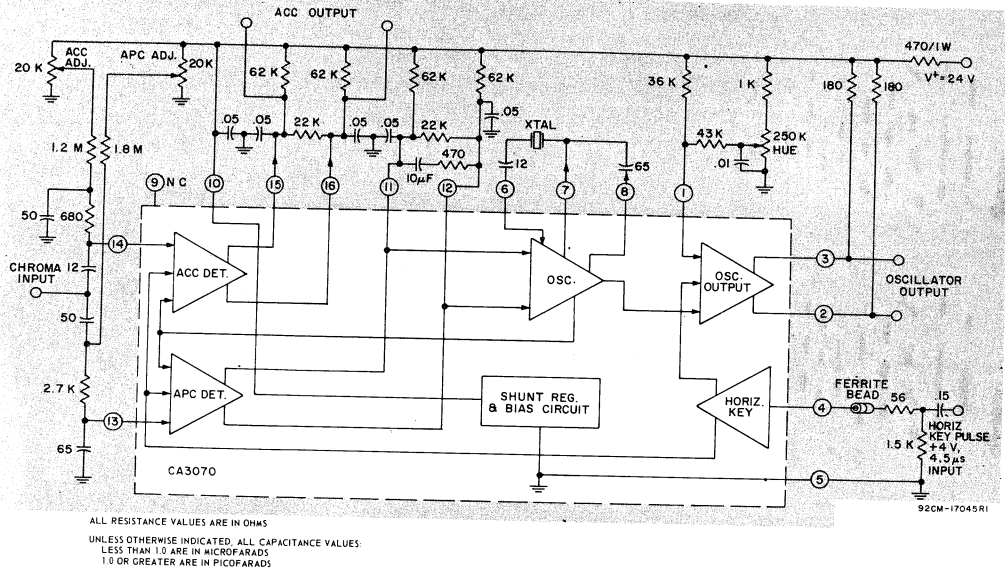 ACC OUTPUT
ACC ADJ.
20 K
APC ADJ.
20K
62 K
62 K
62 K
62 K
36 K
1 K
180
180
470/1W
V+ = 24 V
.05
.05
22 K
.05
.05
22 K
.05
XTAL
43 K
250 K
HUE
.01
1.2 M
1.8 M
10µF
470
12
65
9 NC
10
15
16
11
12
6
7
8
1
50
680
14
CHROMA INPUT
12
50
2.7 K
13
65
ACC DET.
APC DET.
OSC.
OSC. OUTPUT
SHUNT REG. & BIAS CIRCUIT
HORIZ. KEY
3
OSCILLATOR OUTPUT
2
4
FERRITE BEAD
56
.15
1.5 K
HORIZ KEY PULSE
+4 V,
4.5µs
INPUT
5
CA3070
92CM-17045R1
ALL RESISTANCE VALUES ARE IN OHMS
UNLESS OTHERWISE INDICATED, ALL CAPACITANCE VALUES:
LESS THAN 1.0 ARE IN MICROFARADS
1.0 OR GREATER ARE IN PICOFARADS